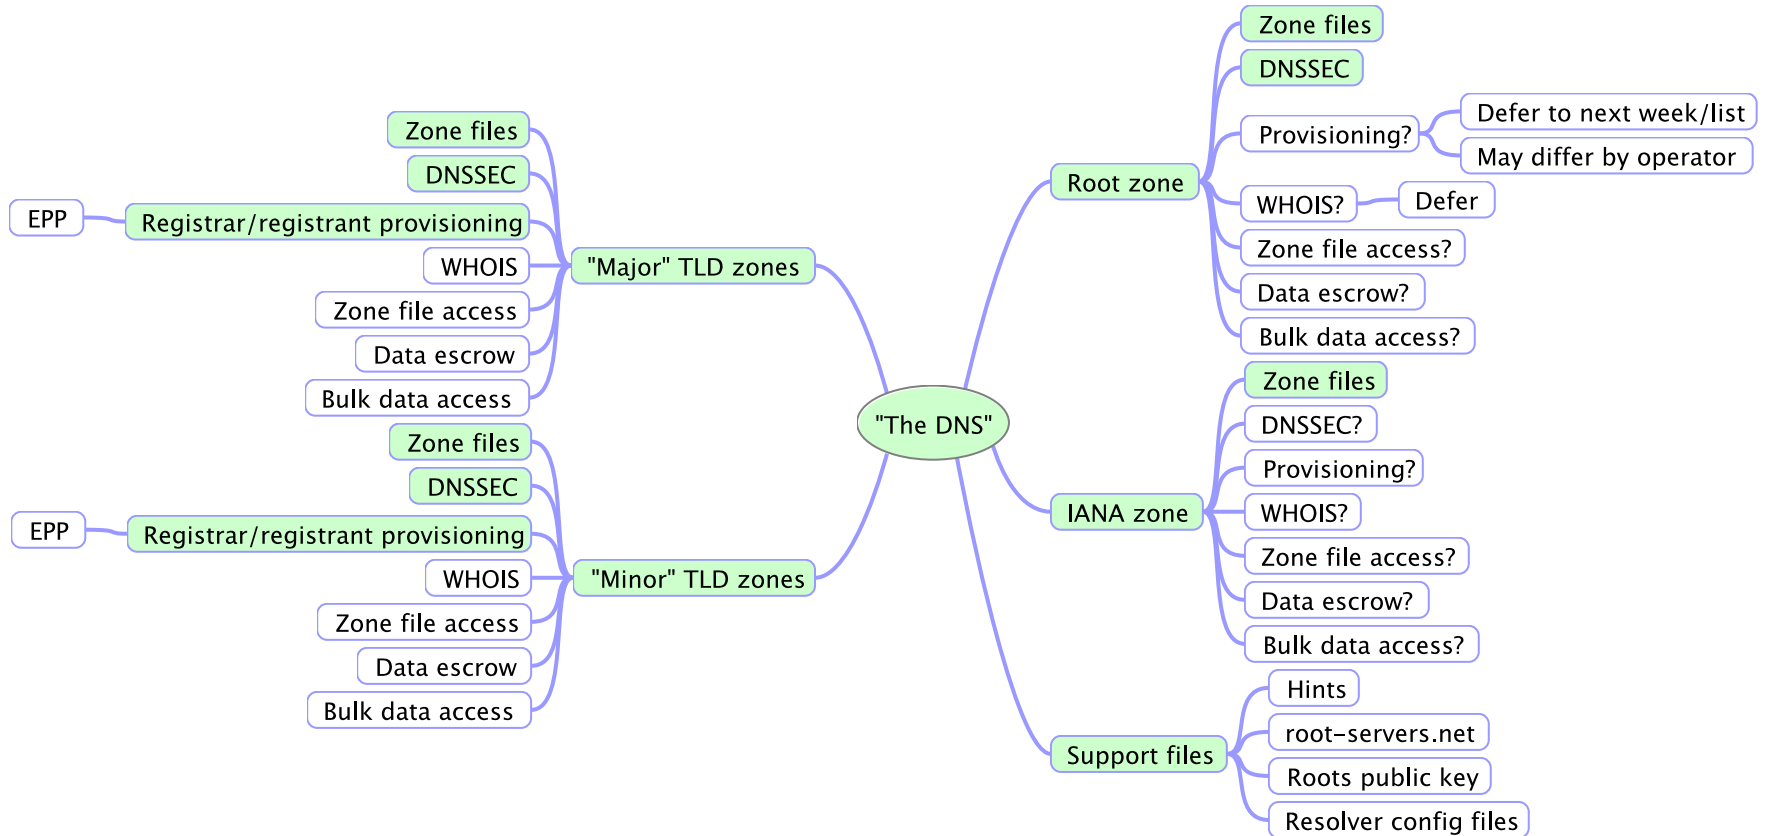 "The DNS"
Root zone
Zone files
DNSSEC
Provisioning?
Defer to next week/list
May differ by operator
WHOIS?
Defer
Zone file access?
Data escrow?
Bulk data access?
IANA zone
Zone files
DNSSEC?
Provisioning?
WHOIS?
Zone file access?
Data escrow?
Bulk data access?
Support files
Hints
root-servers.net
Roots public key
Resolver config files
"Major" TLD zones
Zone files
DNSSEC
Registrar/registrant provisioning
EPP
WHOIS
Zone file access
Data escrow
Bulk data access
"Minor" TLD zones
Zone files
DNSSEC
Registrar/registrant provisioning
EPP
WHOIS
Zone file access
Data escrow
Bulk data access